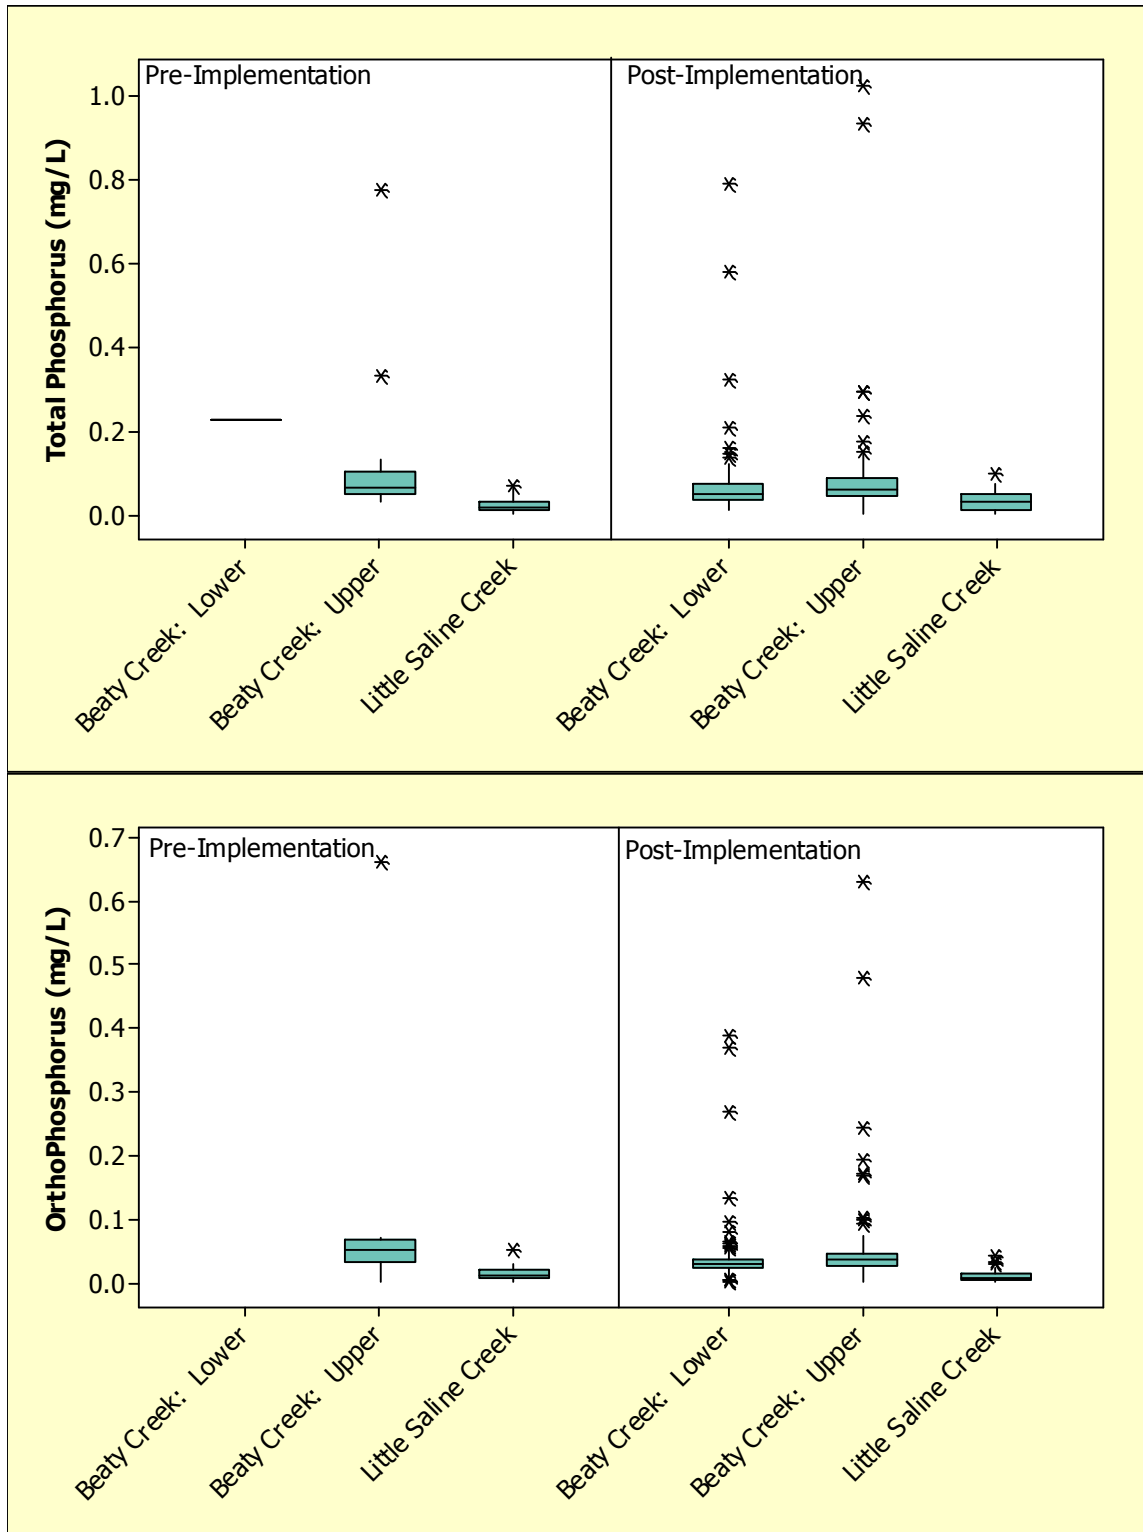 Pre-Implementation
Post-Implementation
Total Phosphorus (mg/L)
1.0
0.8
0.6
0.4
0.2
0.0
Beaty Creek: Lower
Beaty Creek: Upper
Little Saline Creek
Beaty Creek: Lower
Beaty Creek: Upper
Little Saline Creek
Pre-Implementation
Post-Implementation
OrthoPhosphorus (mg/L)
0.7
0.6
0.5
0.4
0.3
0.2
0.1
0.0
Beaty Creek: Lower
Beaty Creek: Upper
Little Saline Creek
Beaty Creek: Lower
Beaty Creek: Upper
Little Saline Creek